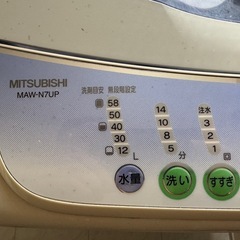 MITSUBISHI
MAW-N7UP
洗剤目安 無段階設定
58 14 注水
50
40 10 3
30 8 2
12 L 5 分 1 回
水量 洗い すすぎ